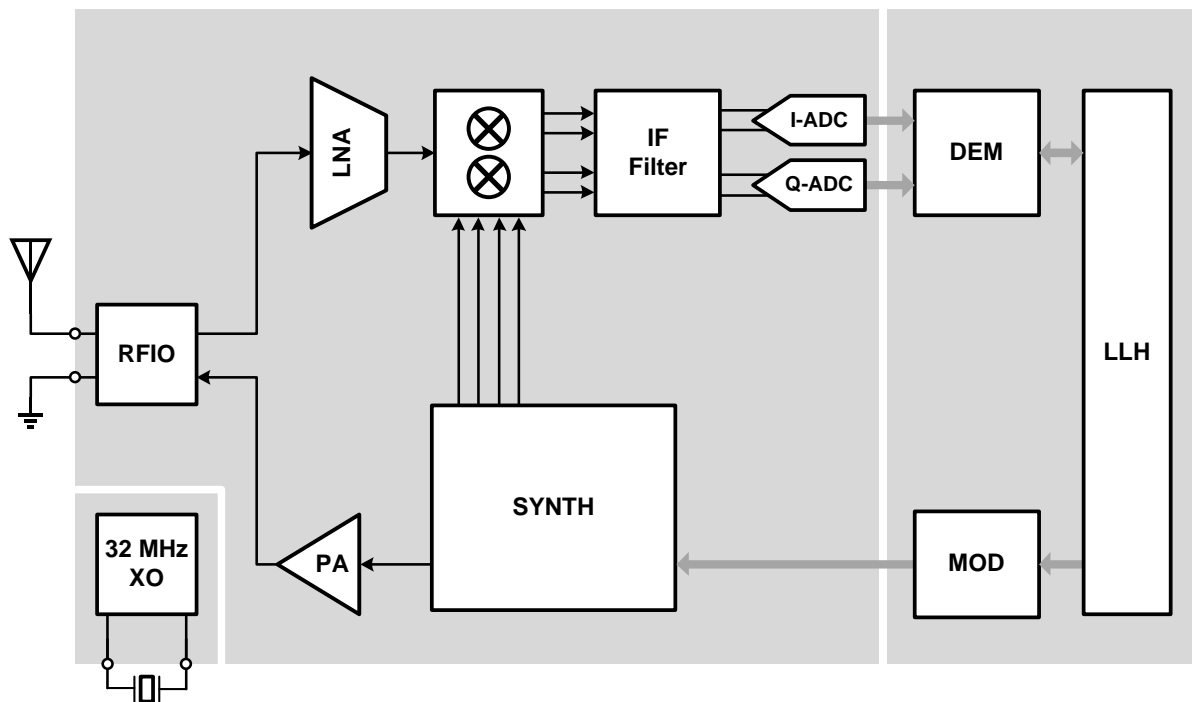 LNA
IF
Filter
I-ADC
Q-ADC
DEM
LLH
RFIO
SYNTH
PA
MOD
32 MHz
XO